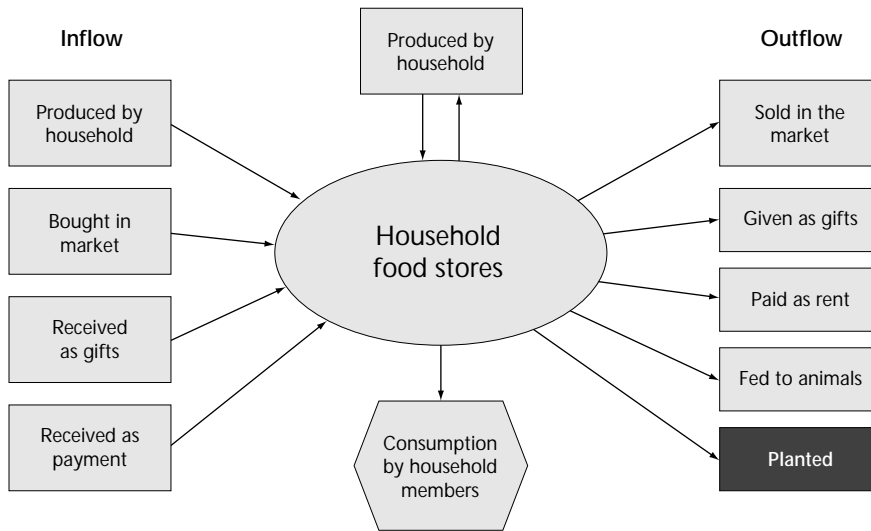 Inflow
Produced by
household
Bought in
market
Received
as gifts
Received as
payment
Produced by
household
Household
food stores
Consumption
by household
members
Outflow
Sold in the
market
Given as gifts
Paid as rent
Fed to animals
Planted